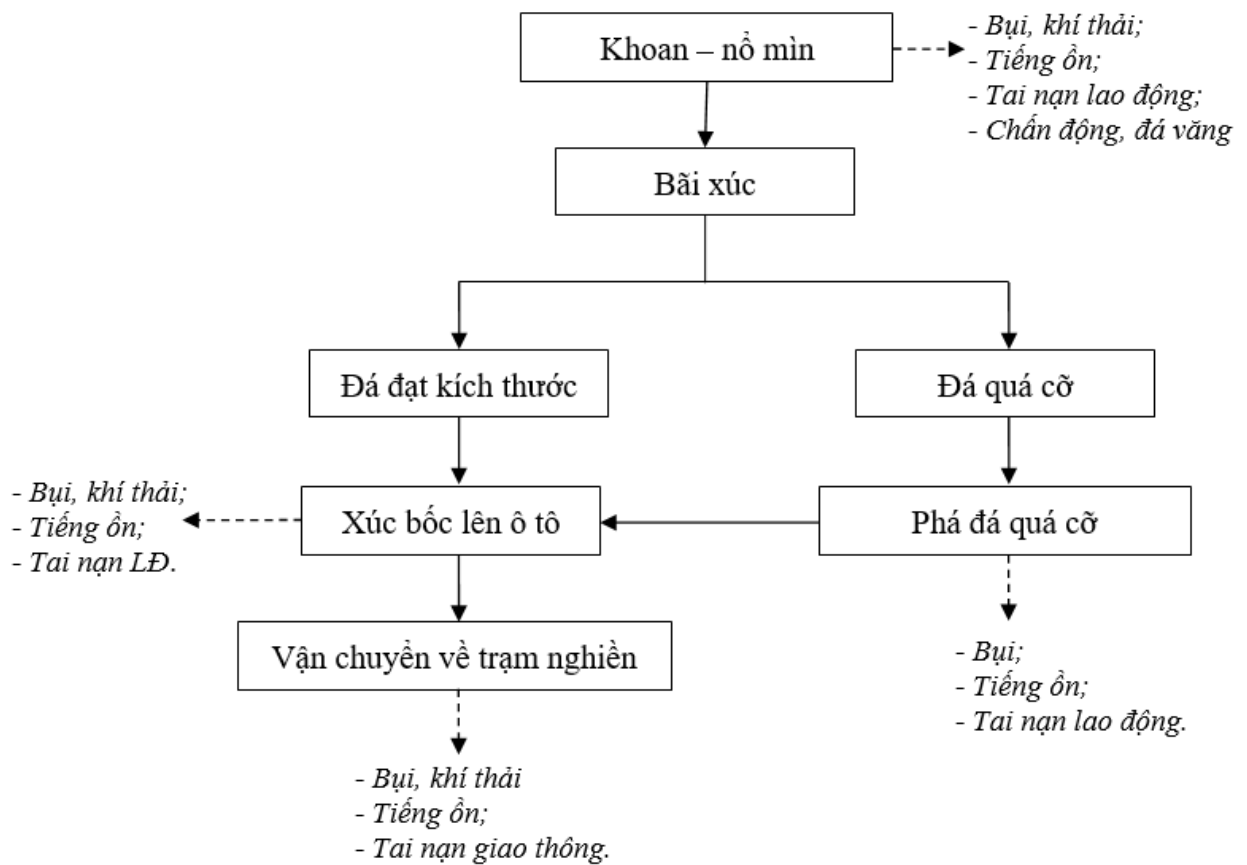 Khoan – nổ mìn
- Bụi, khí thải;
- Tiếng ồn;
- Tai nạn lao động;
- Chấn động, đá văng
Bãi xúc
Đá đạt kích thước
Đá quá cỡ
- Bụi, khí thải;
- Tiếng ồn;
- Tai nạn LĐ.
Xúc bốc lên ô tô
Phá đá quá cỡ
Vận chuyển về trạm nghiền
- Bụi;
- Tiếng ồn;
- Tai nạn lao động.
- Bụi, khí thải
- Tiếng ồn;
- Tai nạn giao thông.